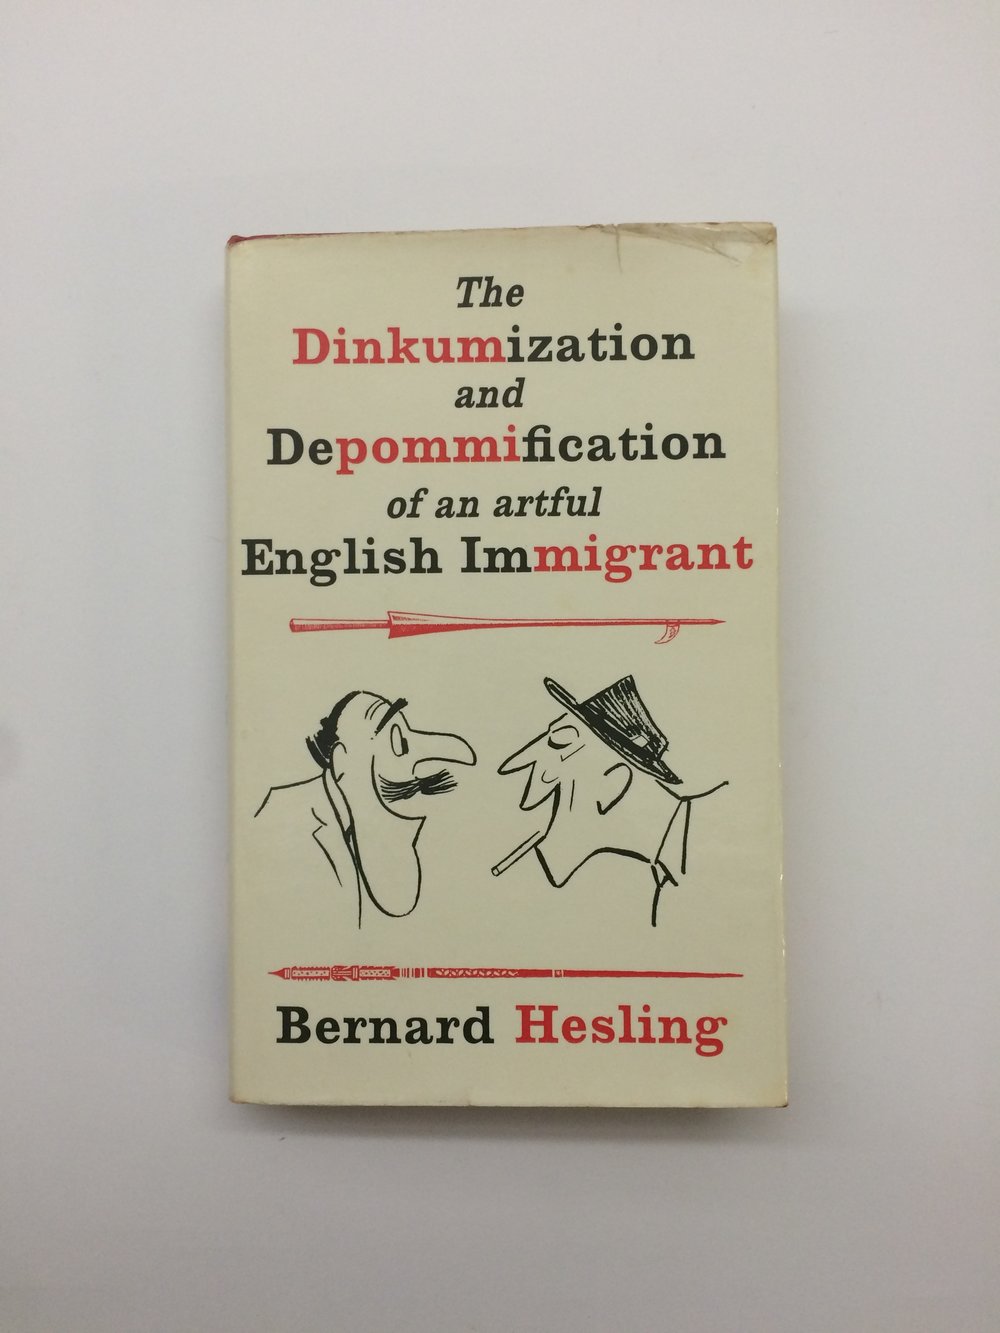 The
Dinkumization
and
Depommification
of an artful
English Immigrant
Bernard Hesling